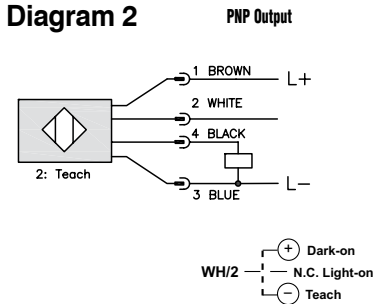 Diagram 2
PNP Output
1 BROWN
L+
2 WHITE
4 BLACK
2: Teach
L−
3 BLUE
+ Dark-on
WH/2
N.C. Light-on
− Teach